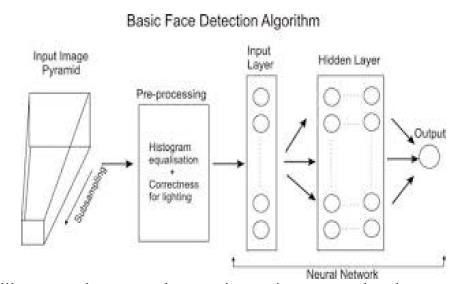 Basic Face Detection Algorithm
Input Image
Pyramid
Subsampling
Pre-processing
Histogram
equalisation
+
Correctness
for lighting
Input
Layer
Hidden Layer
Output
Neural Network